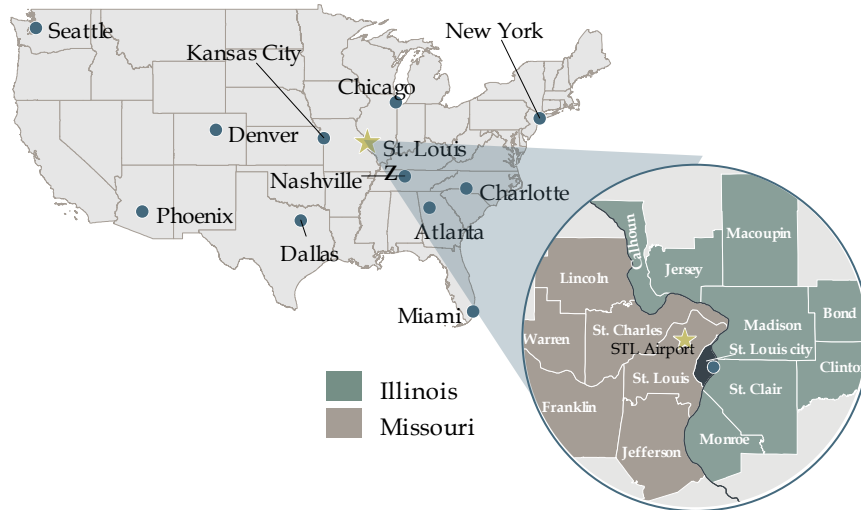 Seattle
New York
Kansas City
Chicago
Denver
St. Louis
Z
Nashville
Charlotte
Phoenix
Atlanta
Dallas
Miami
Illinois
Missouri
Calhoun
Macoupin
Jersey
Lincoln
Bond
Madison
Warren
St. Charles
STL Airport
St. Louis city
Clinto
St. Louis
St. Clair
Franklin
Monroe
Jefferson